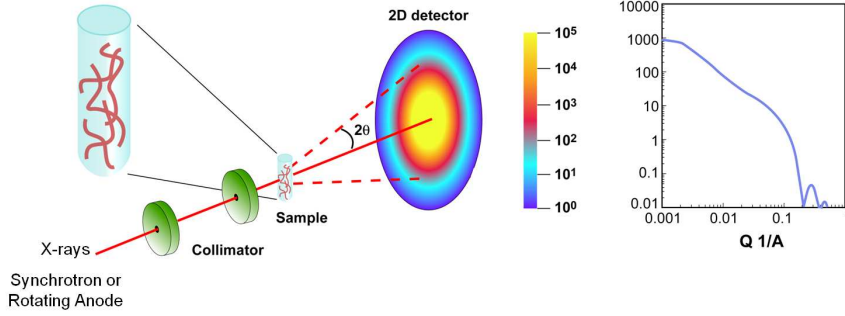 2D detector
2θ
10⁵
10⁴
10³
10²
10¹
10⁰
Sample
Collimator
X-rays
Synchrotron or
Rotating Anode
10000
1000
100
10
1
0.1
0.01
0.001
0.01
0.1
Q 1/A